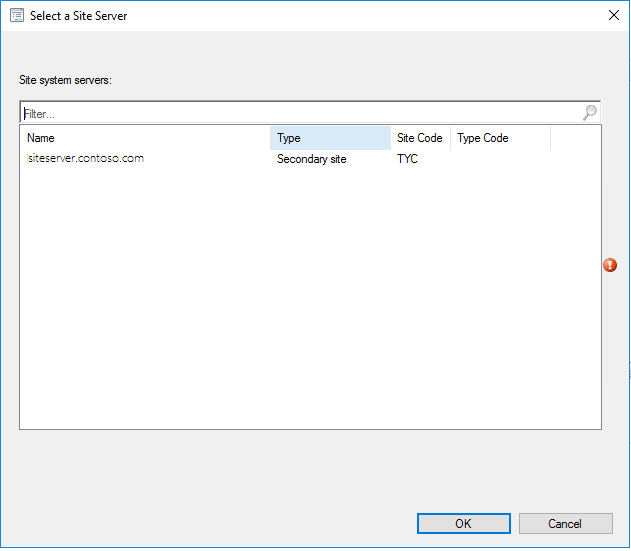 Select a Site Server
Site system servers:
Filter...
Name Type Site Code Type Code
siteserver.contoso.com Secondary site TYC
OK Cancel